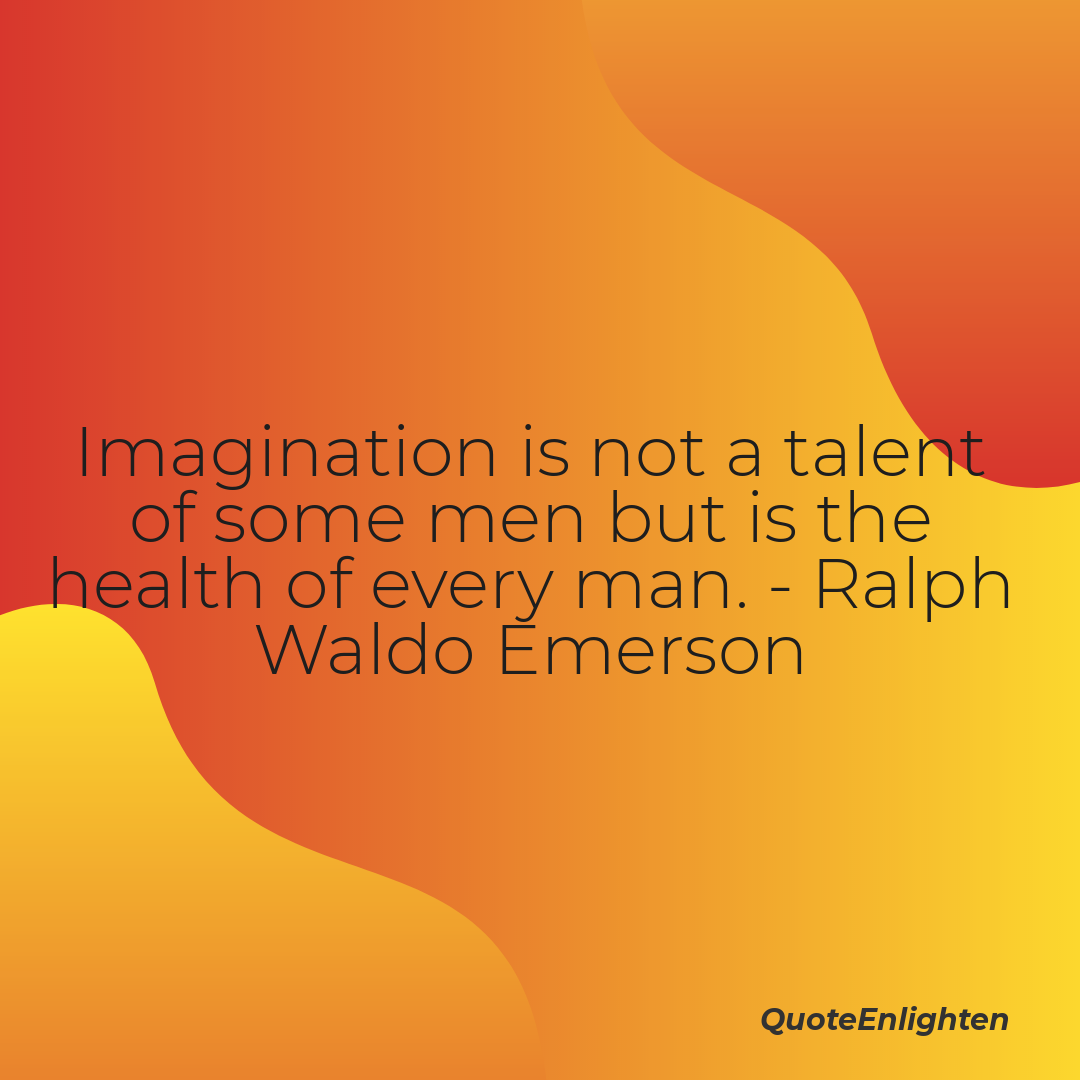 Imagination is not a talent
of some men but is the
health of every man. - Ralph
Waldo Emerson
QuoteEnlighten